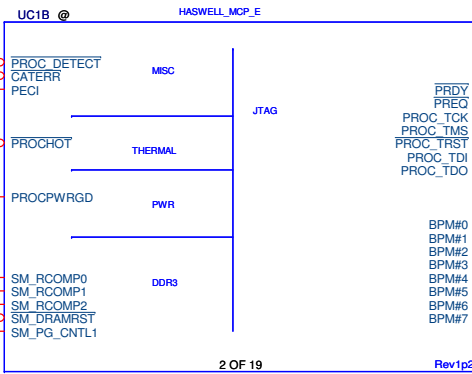 UC1B @
HASWELL_MCP_E
PROC_DETECT
CATERR
PECI
PROCHOT
PROCPWRGD
SM_RCOMP0
SM_RCOMP1
SM_RCOMP2
SM_DRAMRST
SM_PG_CNTL1
MISC
THERMAL
PWR
DDR3
JTAG
PRDY
PREQ
PROC_TCK
PROC_TMS
PROC_TRST
PROC_TDI
PROC_TDO
BPM#0
BPM#1
BPM#2
BPM#3
BPM#4
BPM#5
BPM#6
BPM#7
2 OF 19
Rev1p2